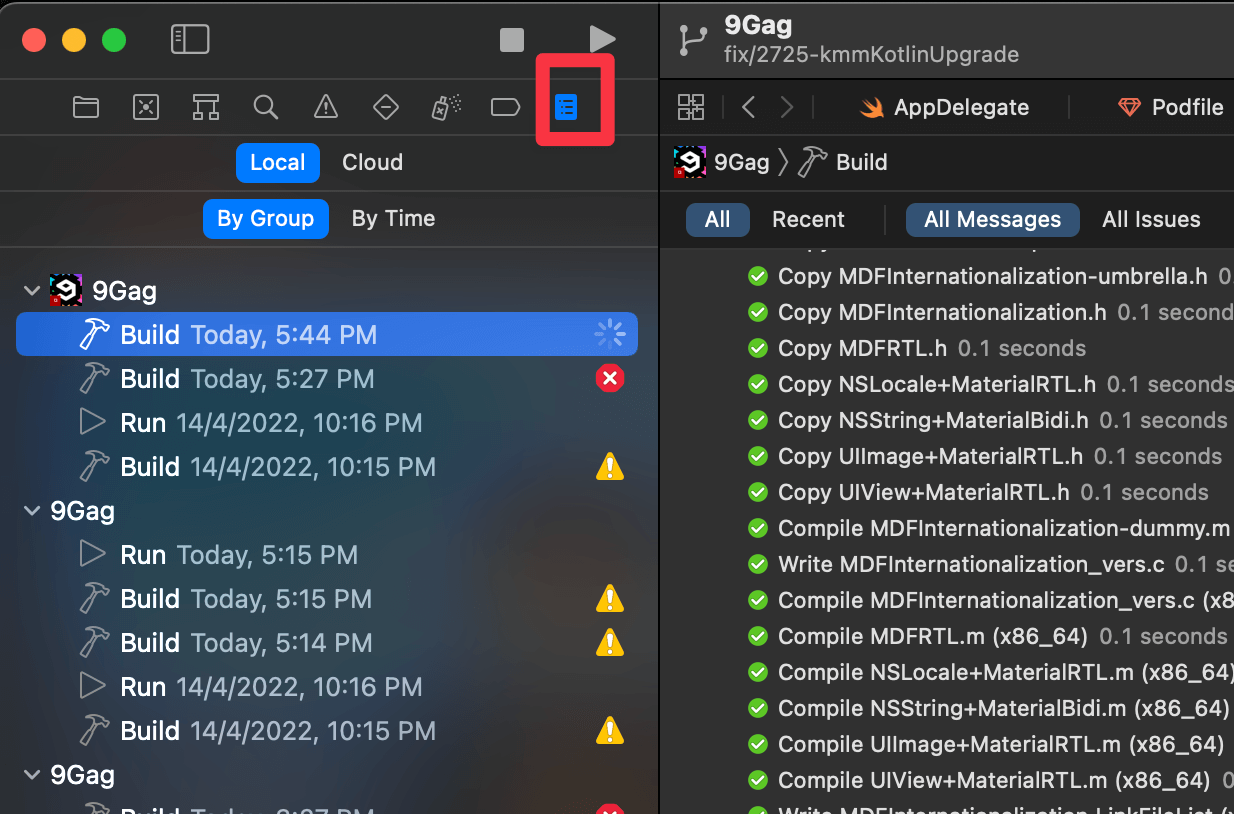 9Gag
fix/2725-kmmKotlinUpgrade
AppDelegate
Podfile
Local
Cloud
9Gag
Build
By Group
By Time
All
Recent
All Messages
All Issues
9Gag
Build Today, 5:44 PM
Build Today, 5:27 PM
Run 14/4/2022, 10:16 PM
Build 14/4/2022, 10:15 PM
9Gag
Run Today, 5:15 PM
Build Today, 5:15 PM
Build Today, 5:14 PM
Run 14/4/2022, 10:16 PM
Build 14/4/2022, 10:15 PM
9Gag
Copy MDFInternationalization-umbrella.h 0.
Copy MDFInternationalization.h 0.1 second
Copy MDFRTL.h 0.1 seconds
Copy NSLocale+MaterialRTL.h 0.1 seconds
Copy NSString+MaterialBidi.h 0.1 seconds
Copy UIImage+MaterialRTL.h 0.1 seconds
Copy UIView+MaterialRTL.h 0.1 seconds
Compile MDFInternationalization-dummy.m
Write MDFInternationalization_vers.c 0.1 se
Compile MDFInternationalization_vers.c (x8
Compile MDFRTL.m (x86_64) 0.1 seconds
Compile NSLocale+MaterialRTL.m (x86_64)
Compile NSString+MaterialBidi.m (x86_64)
Compile UIImage+MaterialRTL.m (x86_64)
Compile UIView+MaterialRTL.m (x86_64) 0